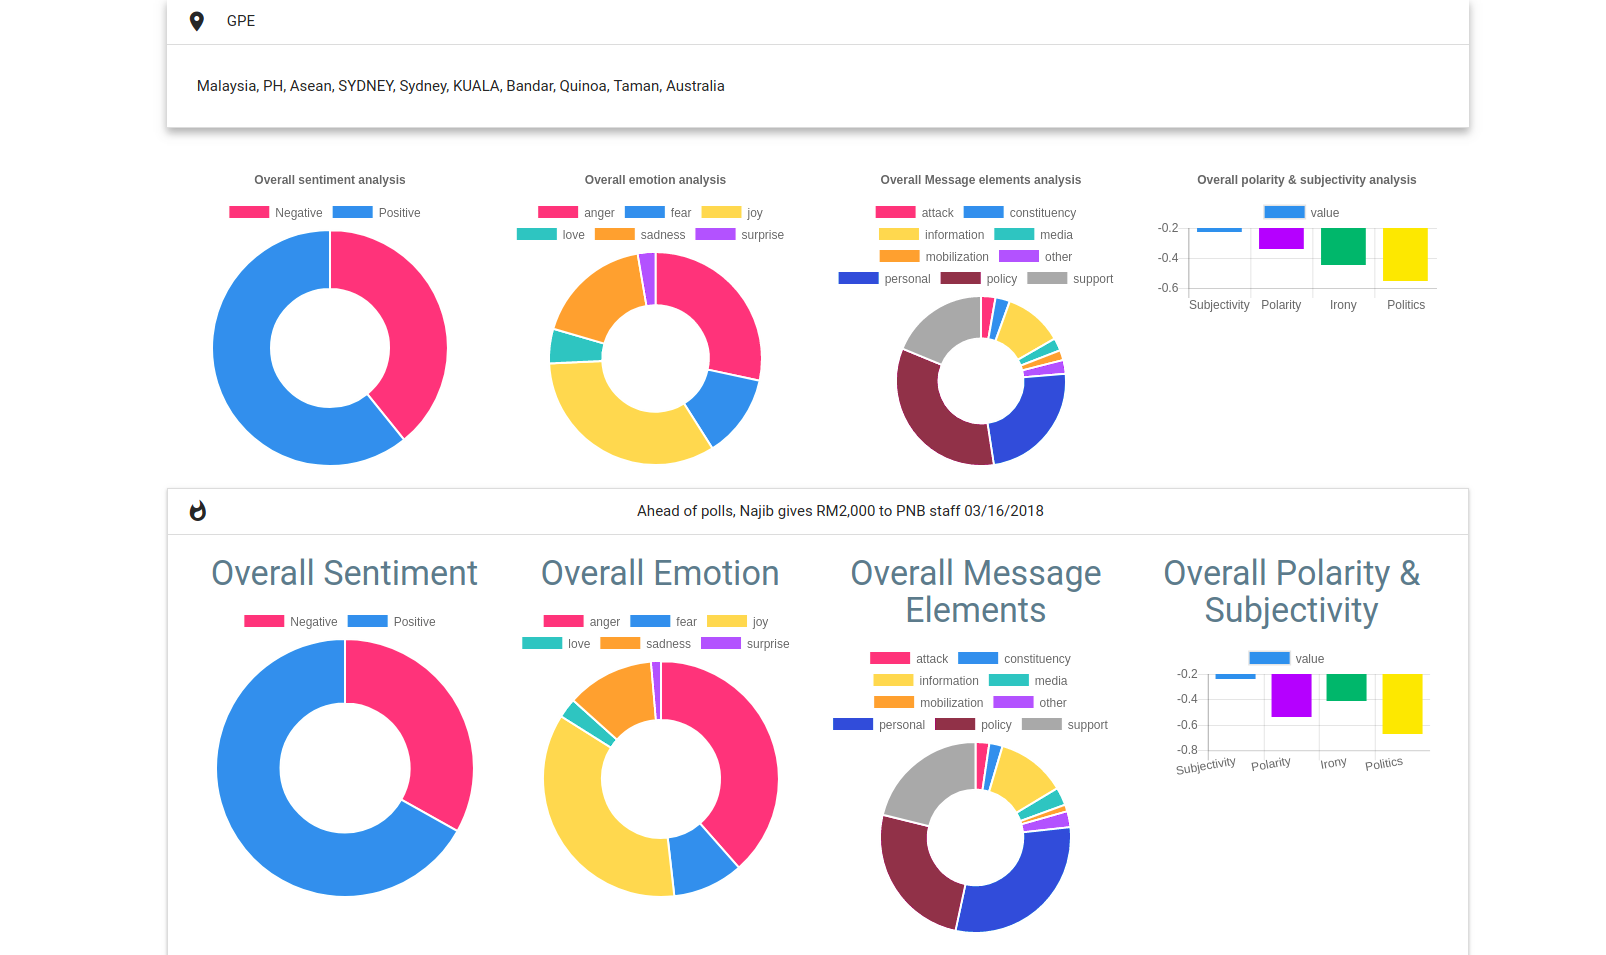 GPE
Malaysia, PH, Asean, SYDNEY, Sydney, KUALA, Bandar, Quinoa, Taman, Australia
Overall sentiment analysis
Negative Positive
Overall emotion analysis
anger fear joy
love sadness surprise
Overall Message elements analysis
attack constituency
information media
mobilization other
personal policy support
Overall polarity & subjectivity analysis
value
-0.2
-0.4
-0.6
Subjectivity Polarity Irony Politics
Ahead of polls, Najib gives RM2,000 to PNB staff 03/16/2018
Overall Sentiment
Negative Positive
Overall Emotion
anger fear joy
love sadness surprise
Overall Message
Elements
attack constituency
information media
mobilization other
personal policy support
Overall Polarity &
Subjectivity
value
-0.2
-0.4
-0.6
-0.8
Subjectivity Polarity Irony Politics